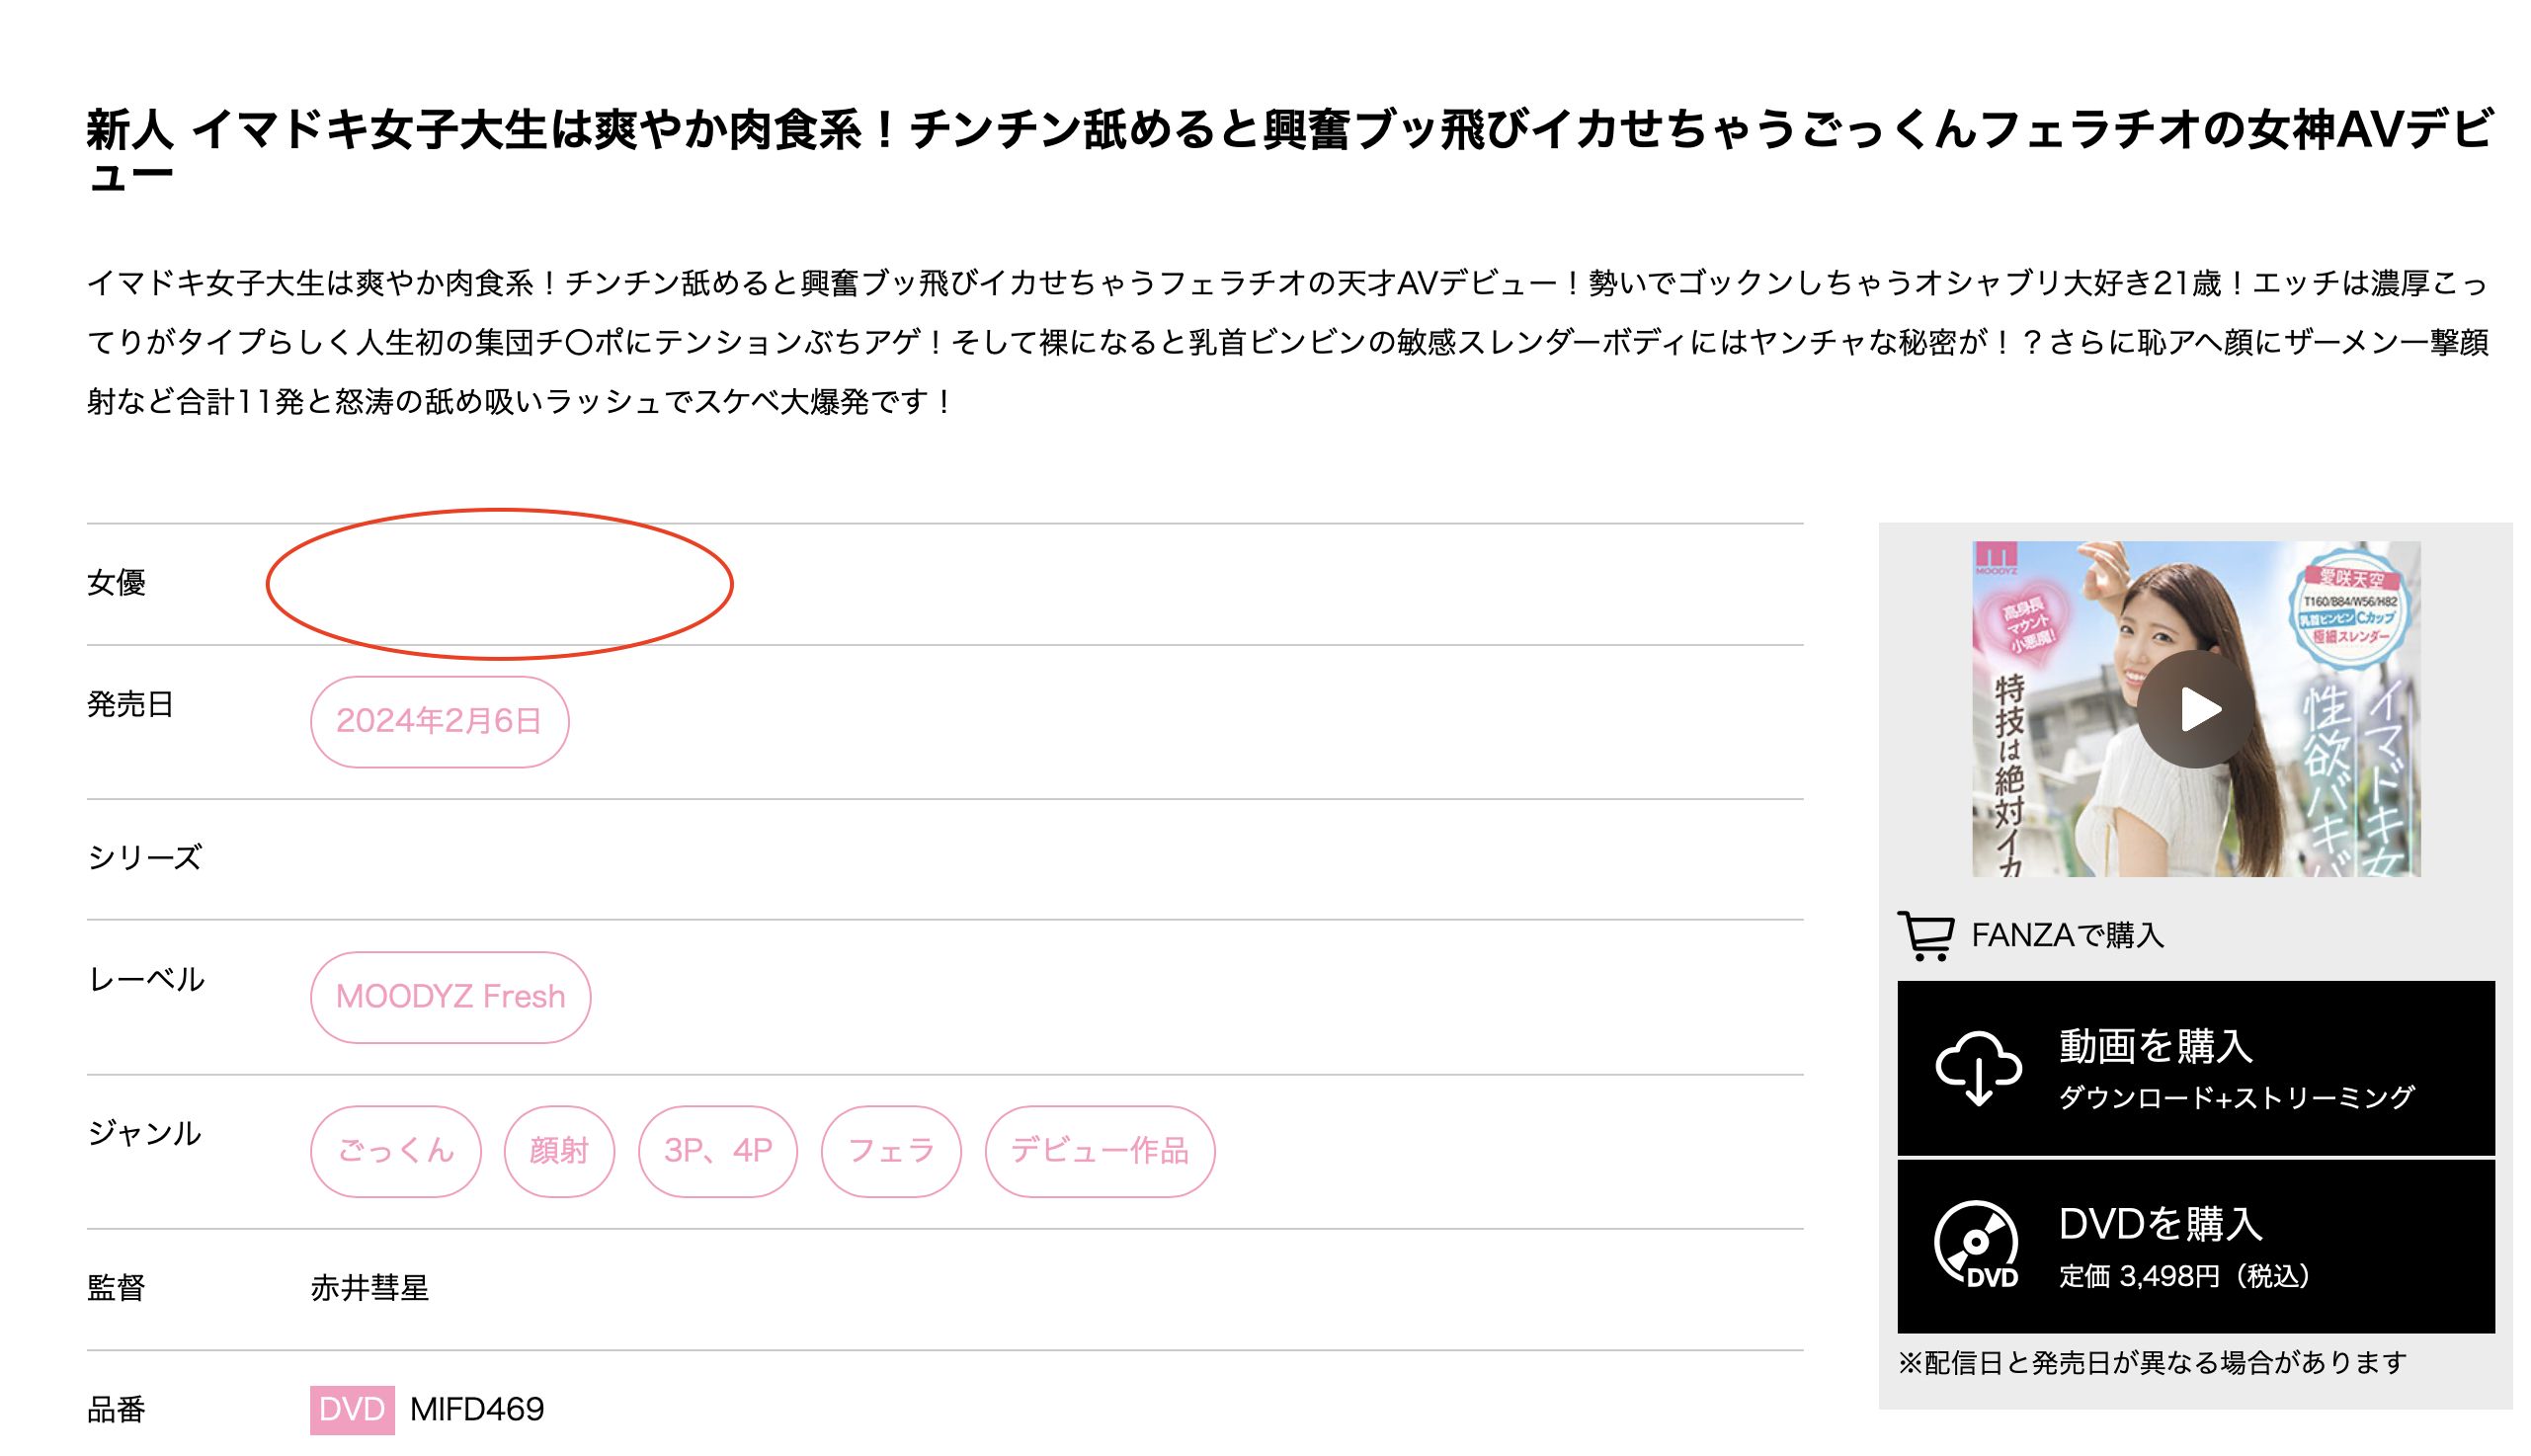 新人 イマドキ女子大生は爽やか肉食系！チンチン舐めると興奮ブッ飛びイカせちゃうごっくんフェラチオの女神AVデビ
ュー
イマドキ女子大生は爽やか肉食系！チンチン舐めると興奮ブッ飛びイカせちゃうフェラチオの天才AVデビュー！勢いでゴックンしちゃうオシャブリ大好き21歳！エッチは濃厚こっ
てりがタイプらしく人生初の集団チ〇ポにテンションぶちアゲ！そして裸になると乳首ビンビンの敏感スレンダーボディにはヤンチャな秘密が！？さらに恥アヘ顔にザーメン一撃顔
射など合計11発と怒涛の舐め吸いラッシュでスケベ大爆発です！
女優
発売日
2024年2月6日
シリーズ
レーベル
MOODYZ Fresh
ジャンル
ごっくん
顔射
3P、4P
フェラ
デビュー作品
監督
赤井彗星
品番
DVD MIFD469
MOODYZ
高身長
マウント
小悪魔!
特技は絶対イカ
愛咲天空
T160/B84/W56/H82
乳首ビンビン Cカップ
極細スレンダー
イマドキ女
性欲バキバ
FANZAで購入
動画を購入
ダウンロード+ストリーミング
DVD
DVDを購入
定価 3,498円（税込）
※配信日と発売日が異なる場合があります